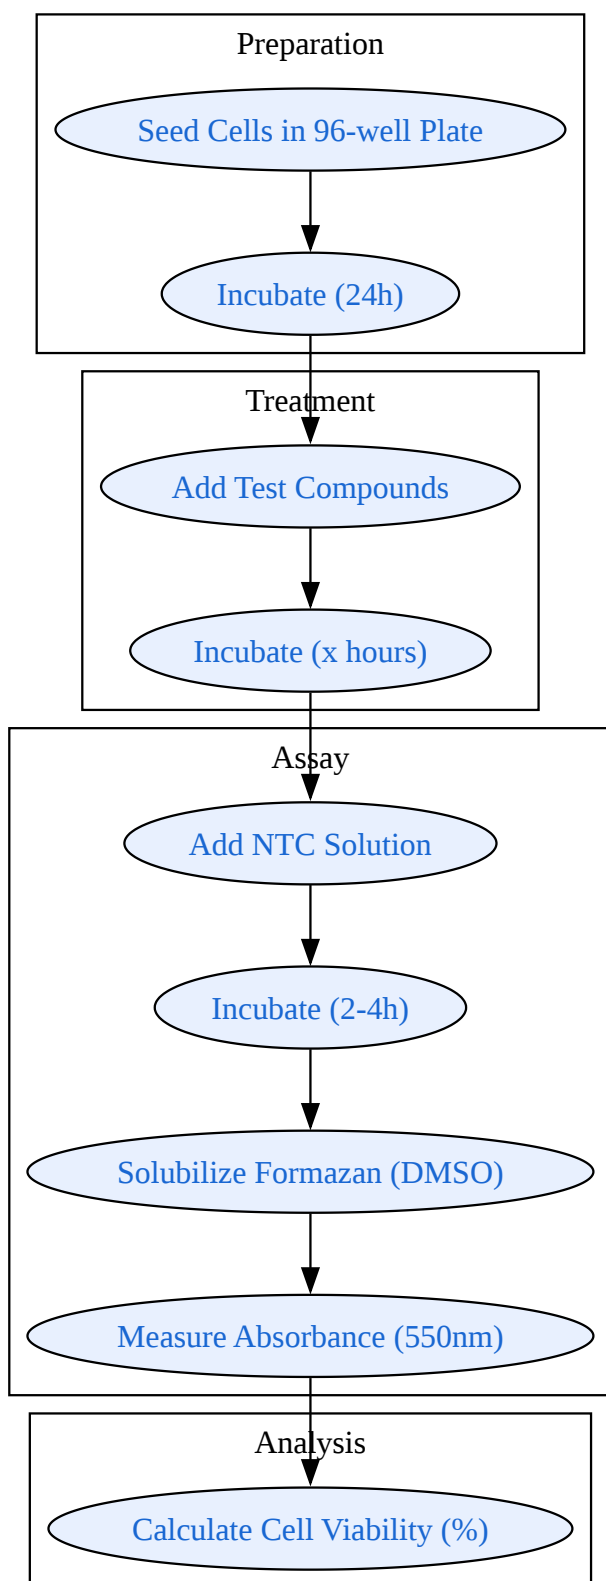 Preparation
Seed Cells in 96-well Plate
Incubate (24h)
Treatment
Add Test Compounds
Incubate (x hours)
Assay
Add NTC Solution
Incubate (2-4h)
Solubilize Formazan (DMSO)
Measure Absorbance (550nm)
Analysis
Calculate Cell Viability (%)